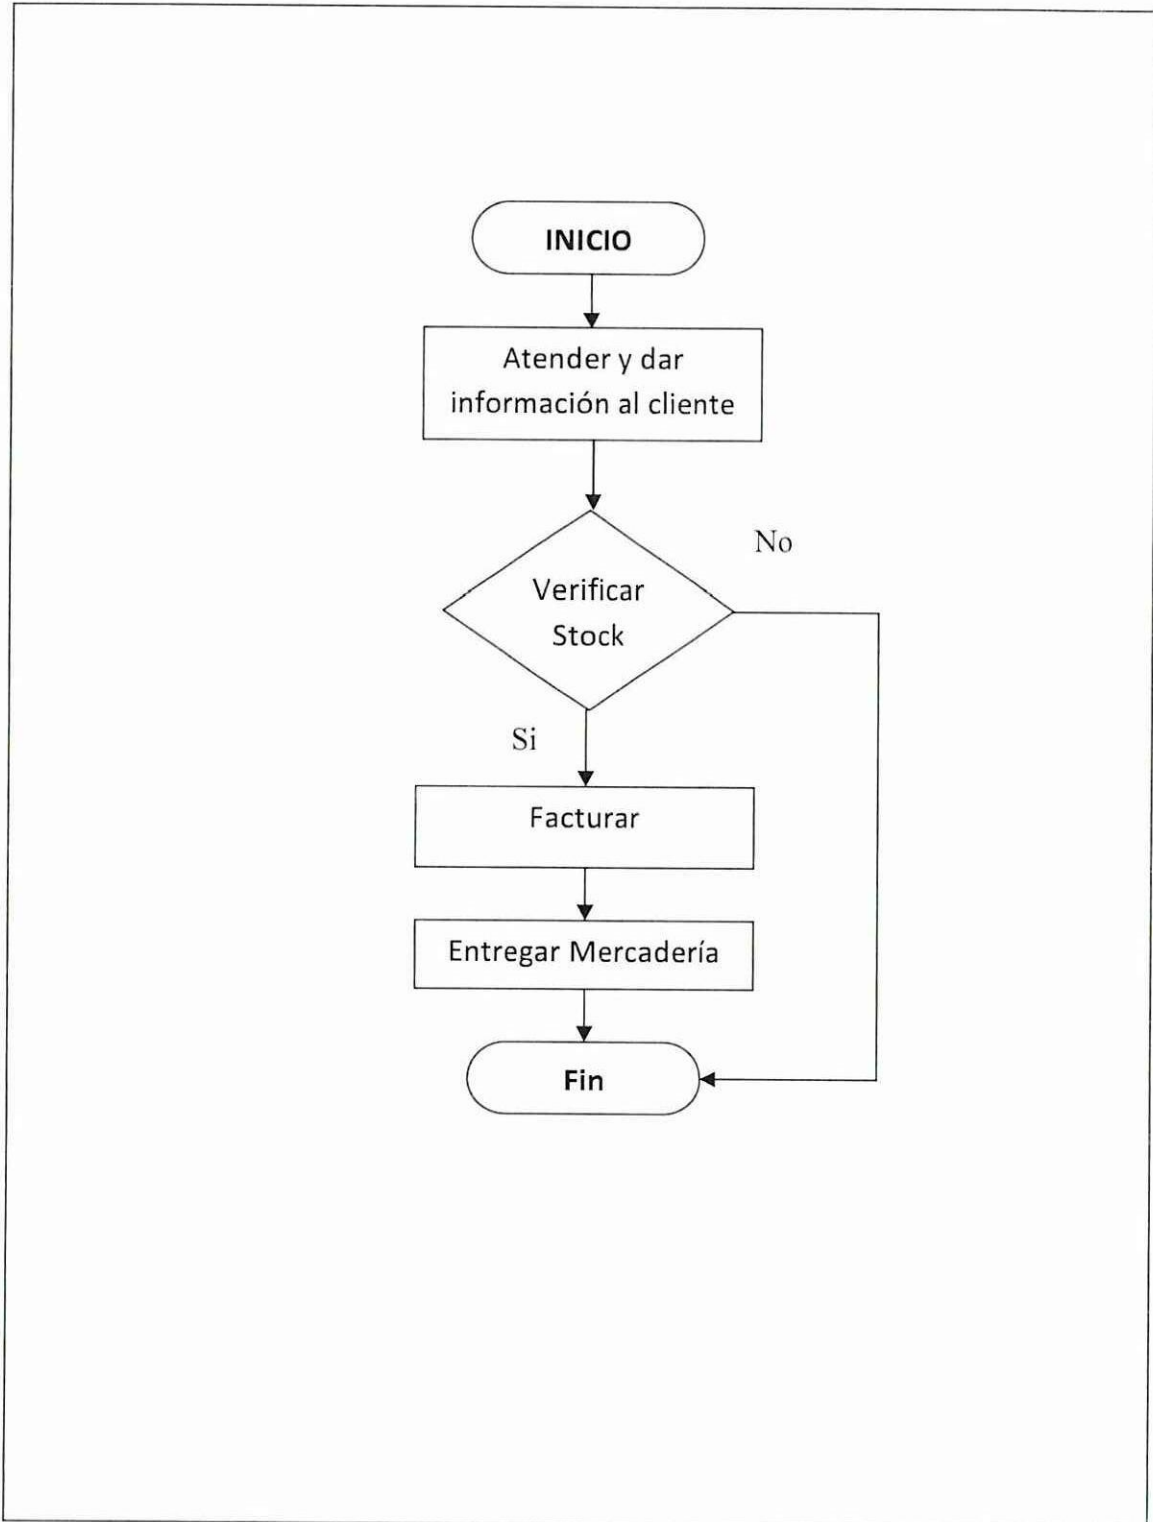 INICIO
Atender y dar
información al cliente
No
Verificar
Stock
Si
Facturar
Entregar Mercadería
Fin